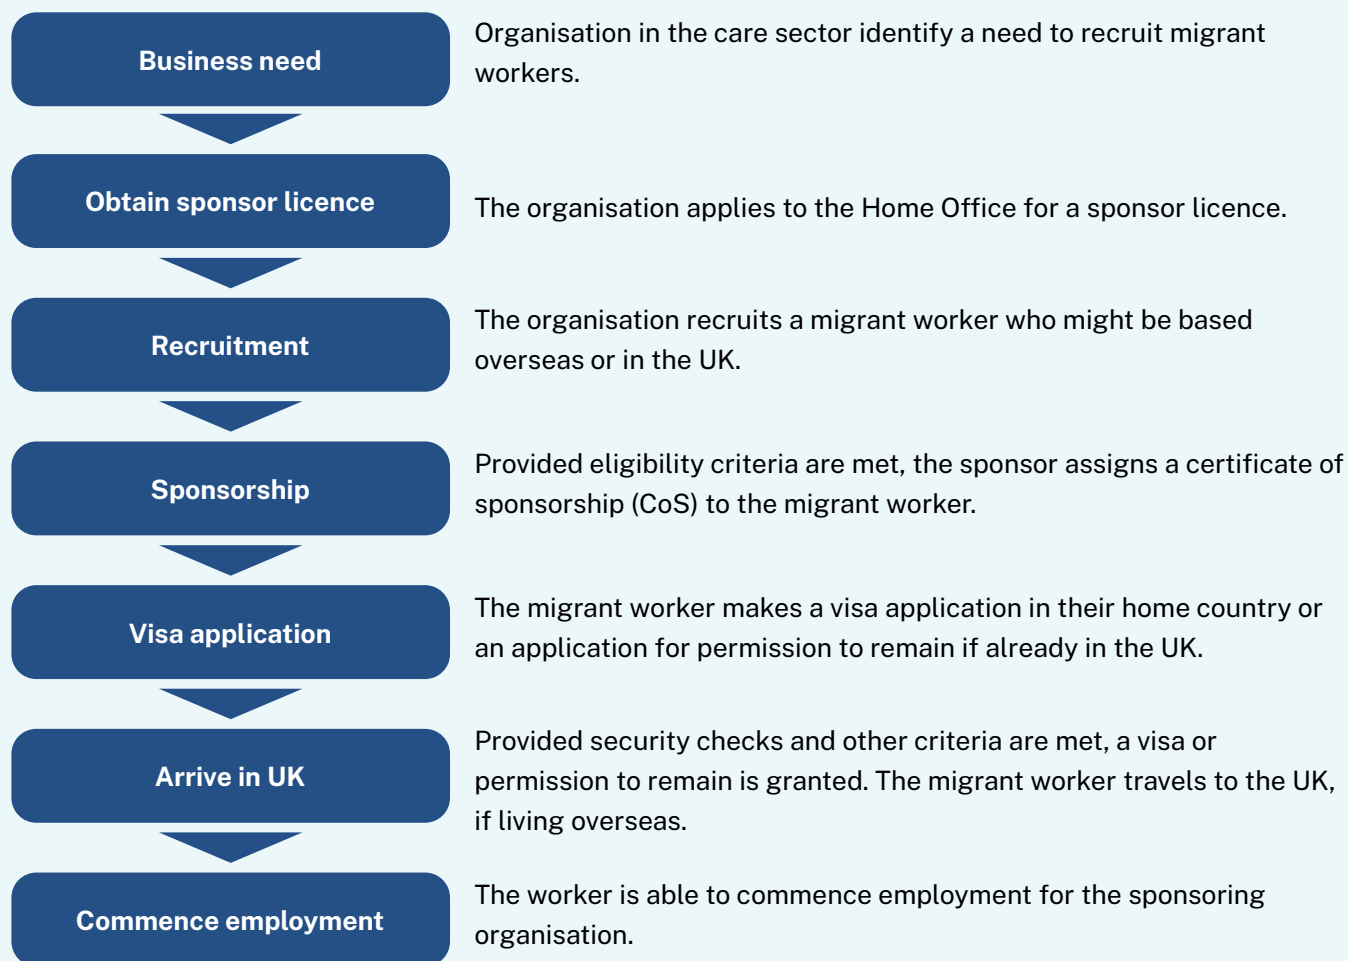 Business need
Organisation in the care sector identify a need to recruit migrant
workers.
Obtain sponsor licence
The organisation applies to the Home Office for a sponsor licence.
Recruitment
The organisation recruits a migrant worker who might be based
overseas or in the UK.
Sponsorship
Provided eligibility criteria are met, the sponsor assigns a certificate of
sponsorship (CoS) to the migrant worker.
Visa application
The migrant worker makes a visa application in their home country or
an application for permission to remain if already in the UK.
Arrive in UK
Provided security checks and other criteria are met, a visa or
permission to remain is granted. The migrant worker travels to the UK,
if living overseas.
Commence employment
The worker is able to commence employment for the sponsoring
organisation.